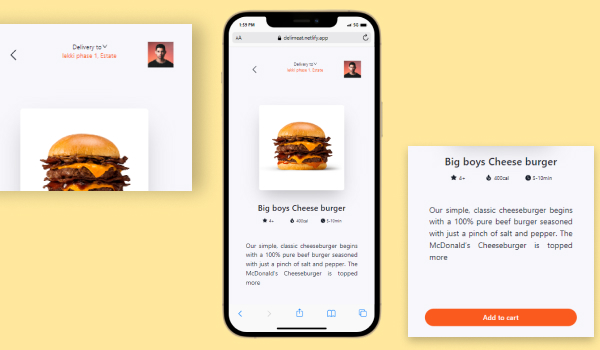 Delivery to
lekki phase 1, Estate
1:59 PM
5G
AA
delimeat.netlify.app
Delivery to
lekki phase 1, Estate
Big boys Cheese burger
4+
400cal
5-10min
Our simple, classic cheeseburger begins
with a 100% pure beef burger seasoned
with just a pinch of salt and pepper. The
McDonald's Cheeseburger is topped
more
Big boys Cheese burger
4+
400cal
5-10min
Our simple, classic cheeseburger begins
with a 100% pure beef burger seasoned
with just a pinch of salt and pepper. The
McDonald's Cheeseburger is topped
more
Add to cart